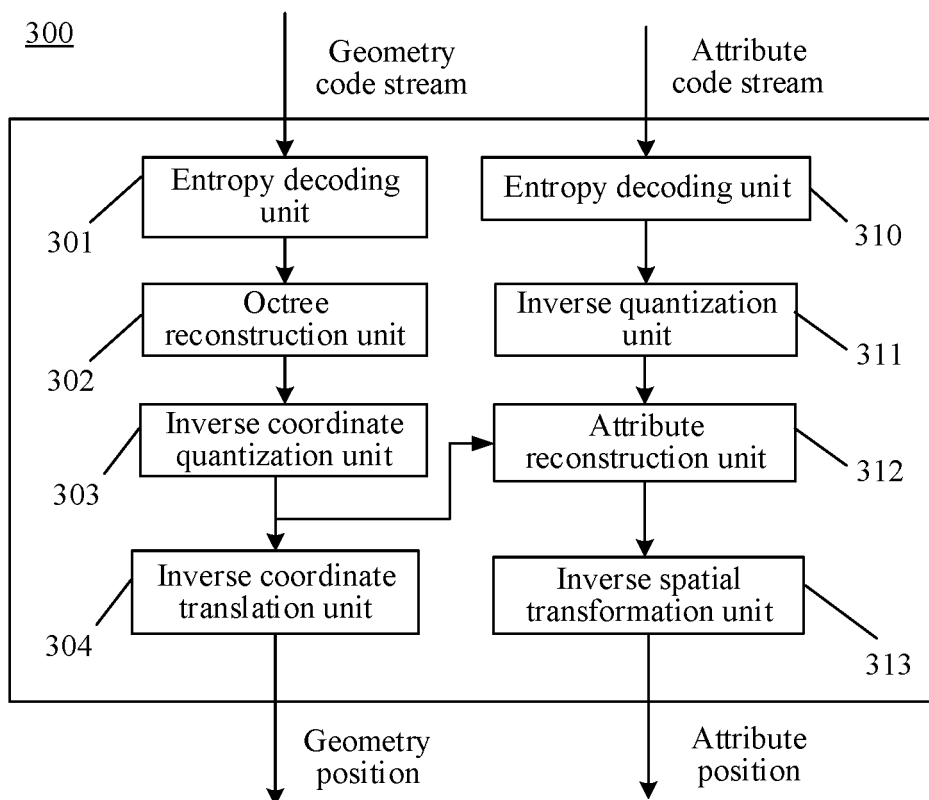 300
Geometry
code stream
Attribute
code stream
Entropy decoding
unit
301
Entropy decoding unit
310
Octree
reconstruction unit
302
Inverse quantization
unit
311
Inverse coordinate
quantization unit
303
Attribute
reconstruction unit
312
Inverse coordinate
translation unit
304
Inverse spatial
transformation unit
313
Geometry
position
Attribute
position